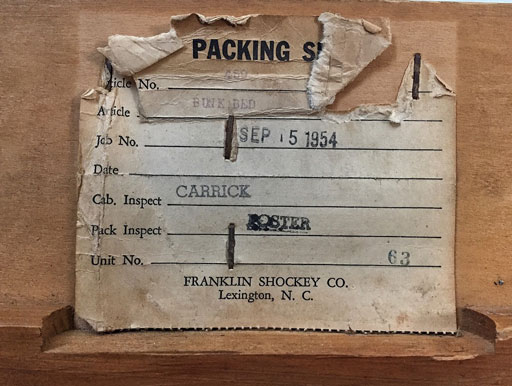 PACKING
Article No.
Article BUNK BED
Job No. SEP 15 1954
Date
Cab. Inspect CARRICK
Pack Inspect FOSTER
Unit No. 63
FRANKLIN SHOCKEY CO.
Lexington, N. C.